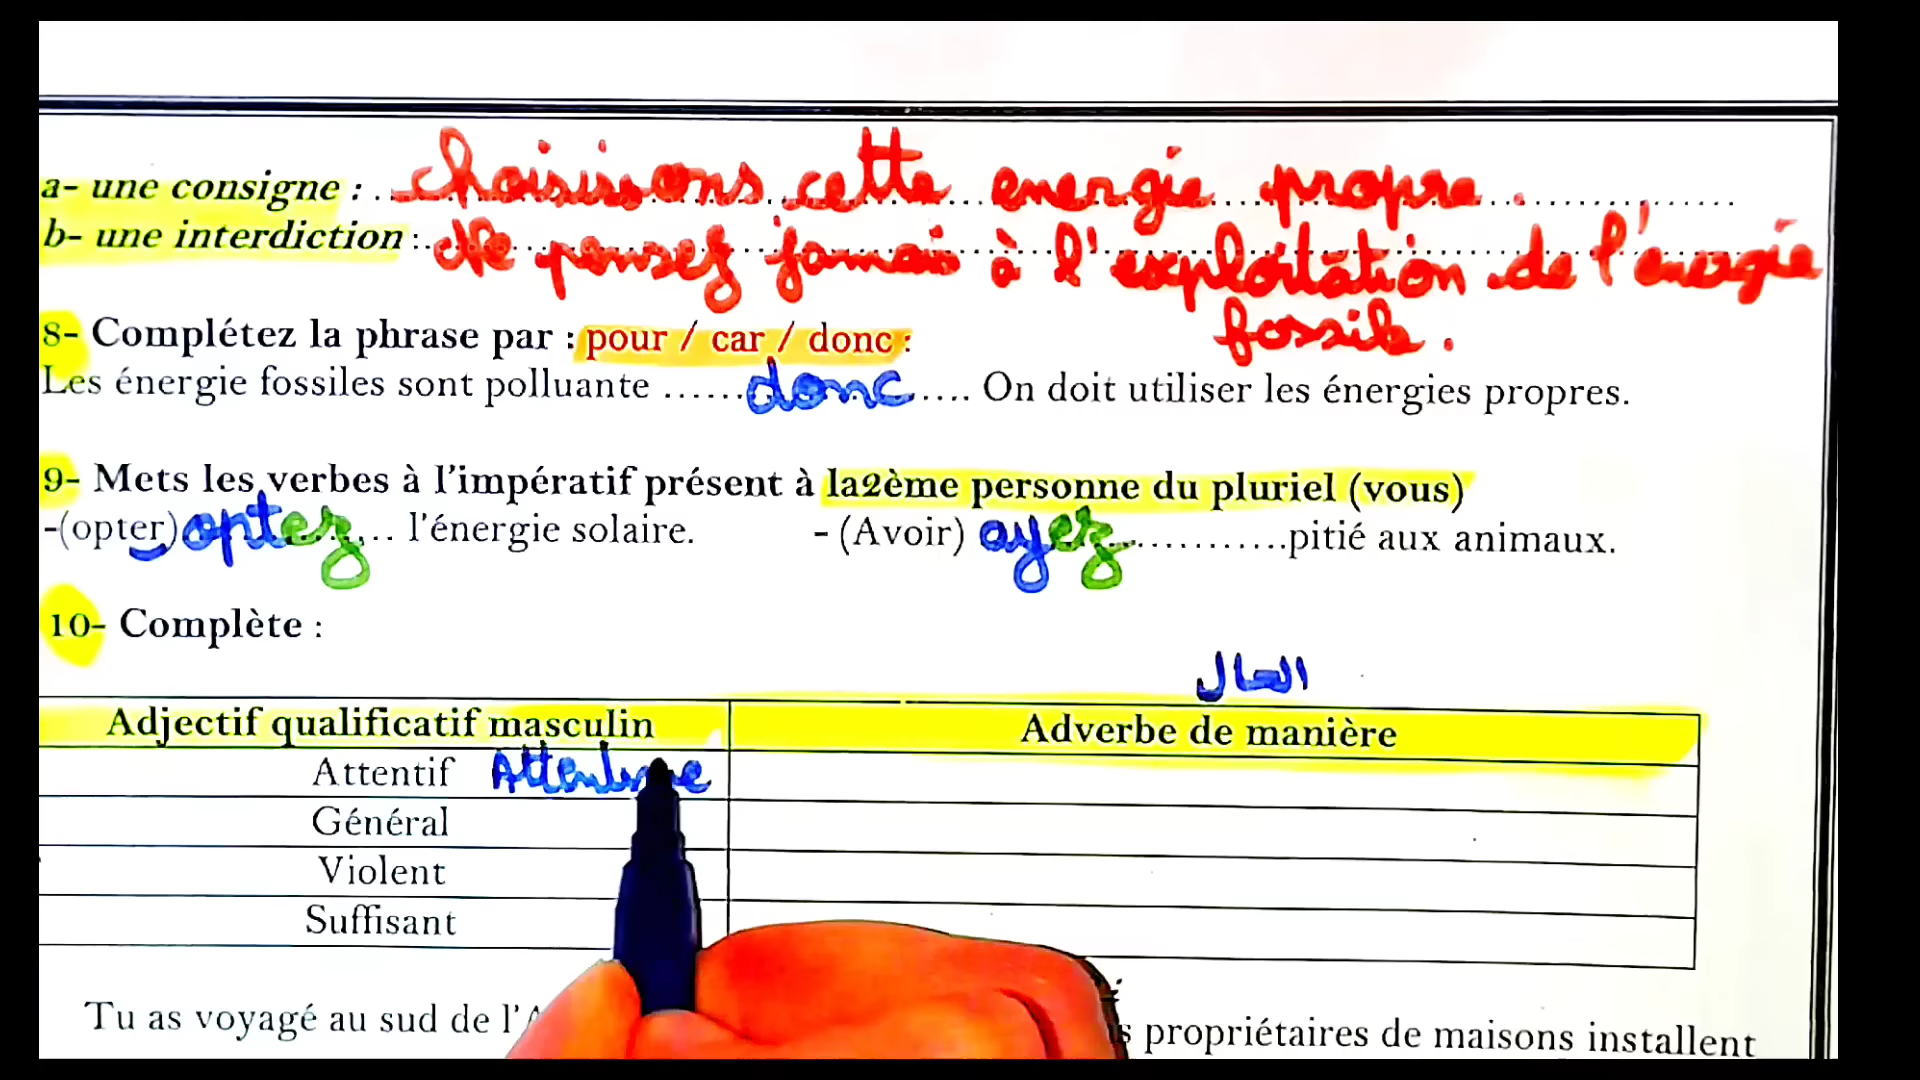 a- une consigne : choisissons cette energie propre.
b- une interdiction : Ne pensez jamais à l'exploitation de l'énergie
fossile.
8- Complétez la phrase par : pour / car / donc :
Les énergie fossiles sont polluante ......donc.... On doit utiliser les énergies propres.
9- Mets les verbes à l'impératif présent à la2ème personne du pluriel (vous)
-(opter) optez ... l'énergie solaire. - (Avoir) ayez ............pitié aux animaux.
10- Complète :
الحال
Adjectif qualificatif masculin Adverbe de manière
Attentif
Général
Violent
Suffisant
Tu as voyagé au sud de l' propriétaires de maisons installent